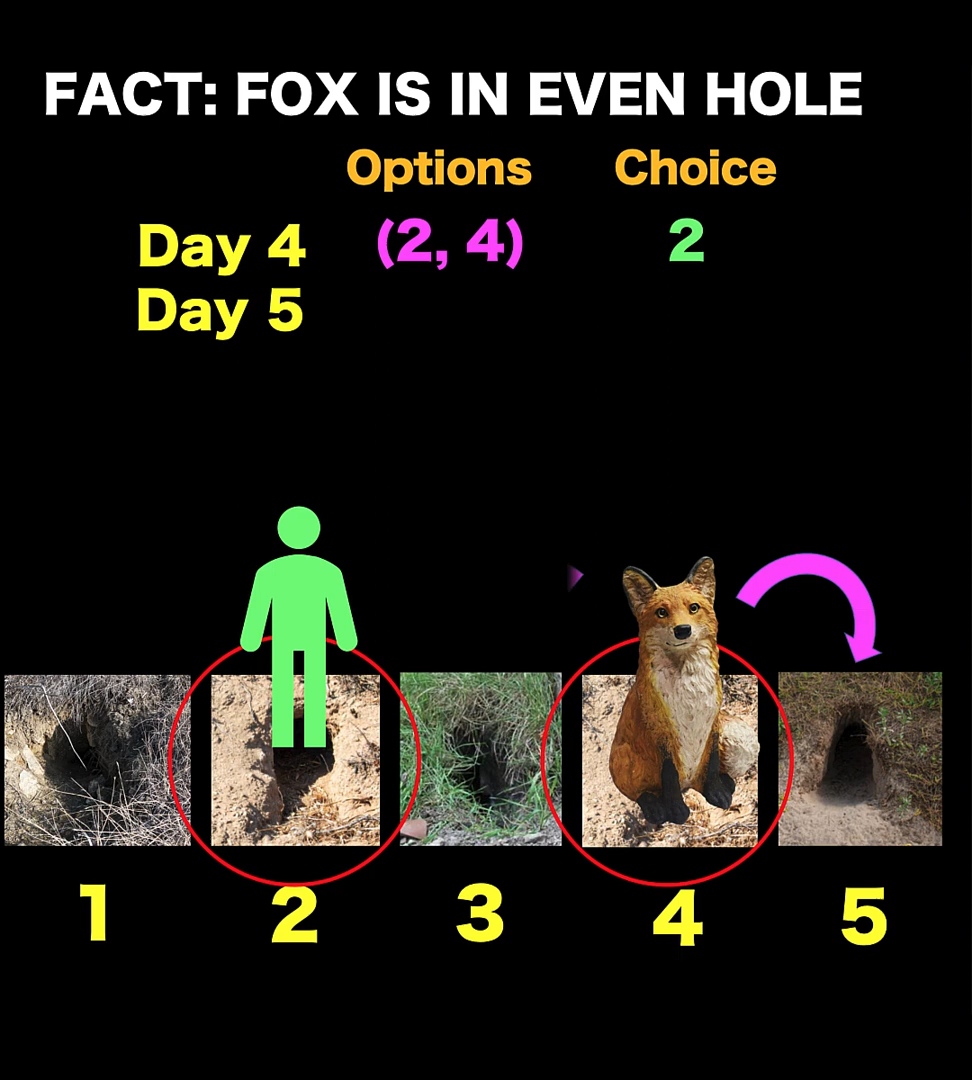 FACT: FOX IS IN EVEN HOLE
Options Choice
Day 4 (2, 4) 2
Day 5
1 2 3 4 5